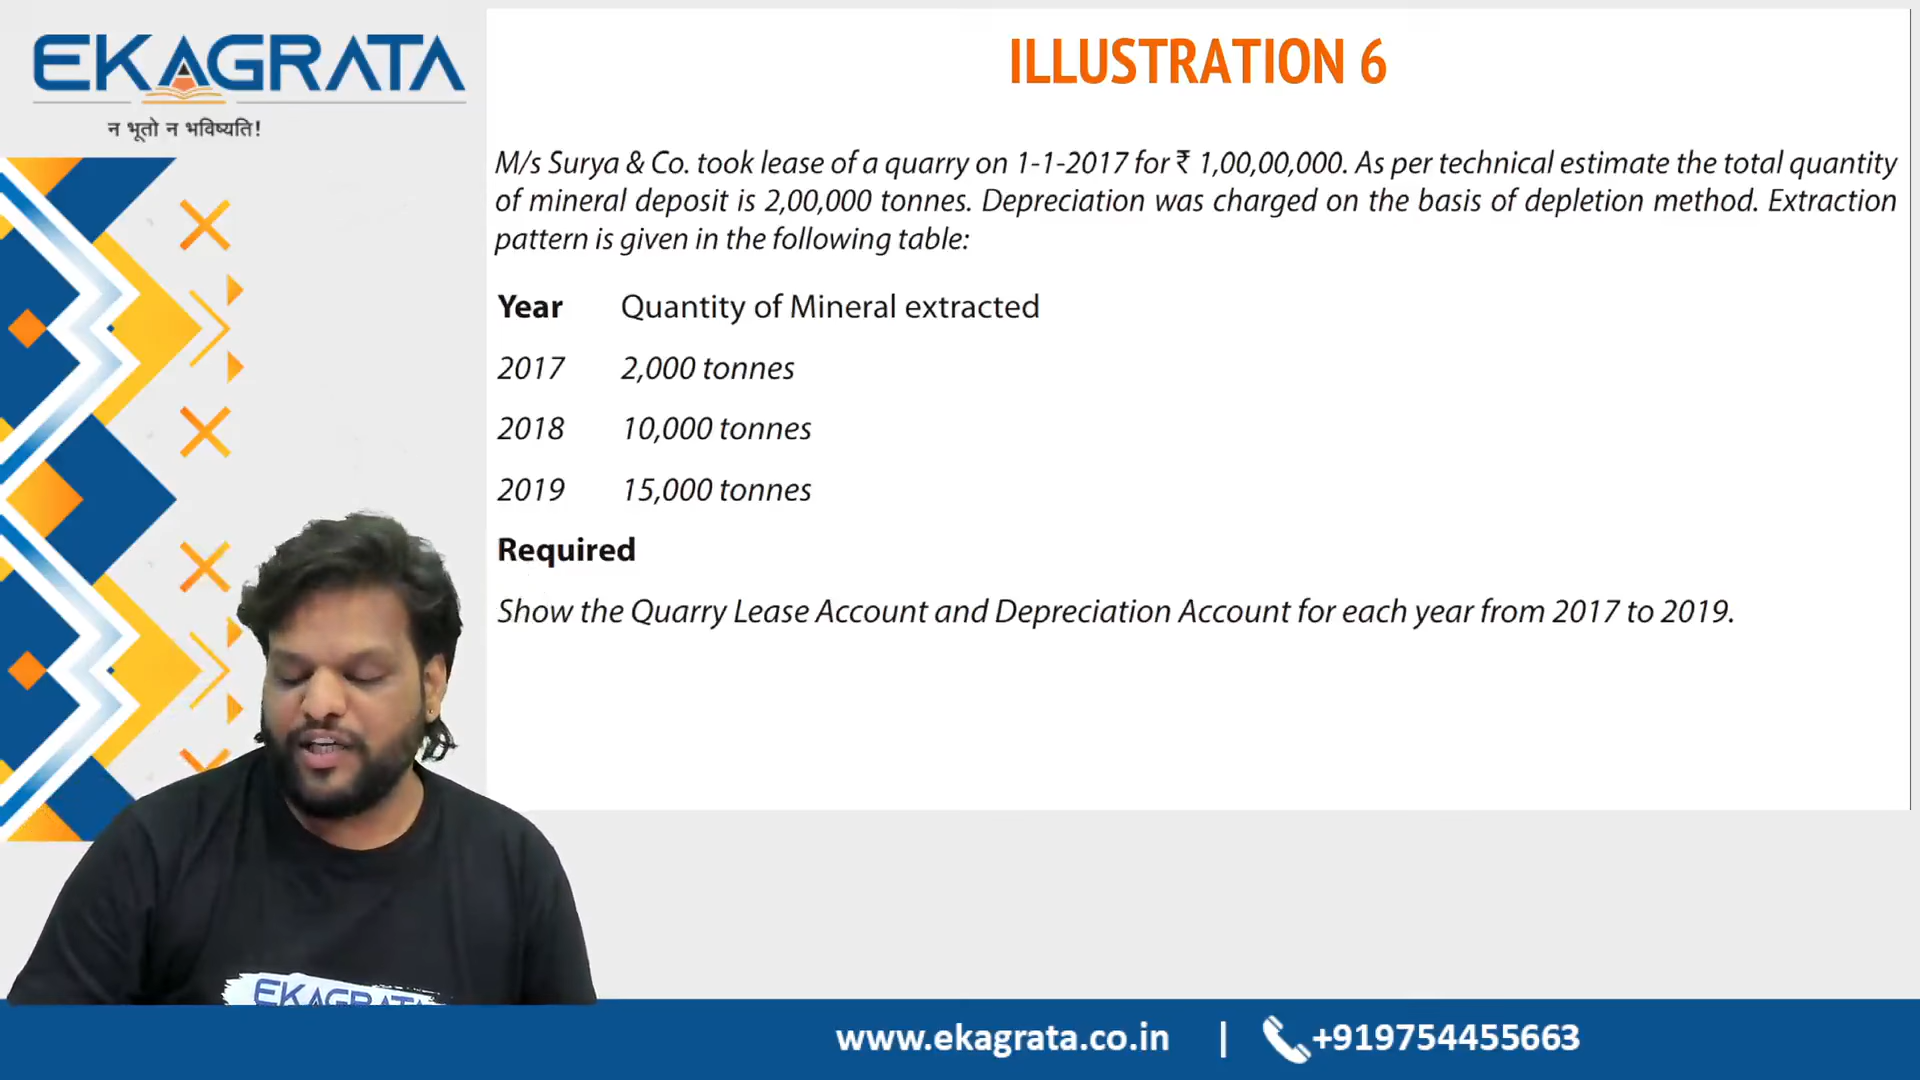 EKAGRATA
न भूतो न भविष्यति!
ILLUSTRATION 6
M/s Surya & Co. took lease of a quarry on 1-1-2017 for ₹ 1,00,00,000. As per technical estimate the total quantity
of mineral deposit is 2,00,000 tonnes. Depreciation was charged on the basis of depletion method. Extraction
pattern is given in the following table:
Year Quantity of Mineral extracted
2017 2,000 tonnes
2018 10,000 tonnes
2019 15,000 tonnes
Required
Show the Quarry Lease Account and Depreciation Account for each year from 2017 to 2019.
EKAGRATA
www.ekagrata.co.in | +919754455663